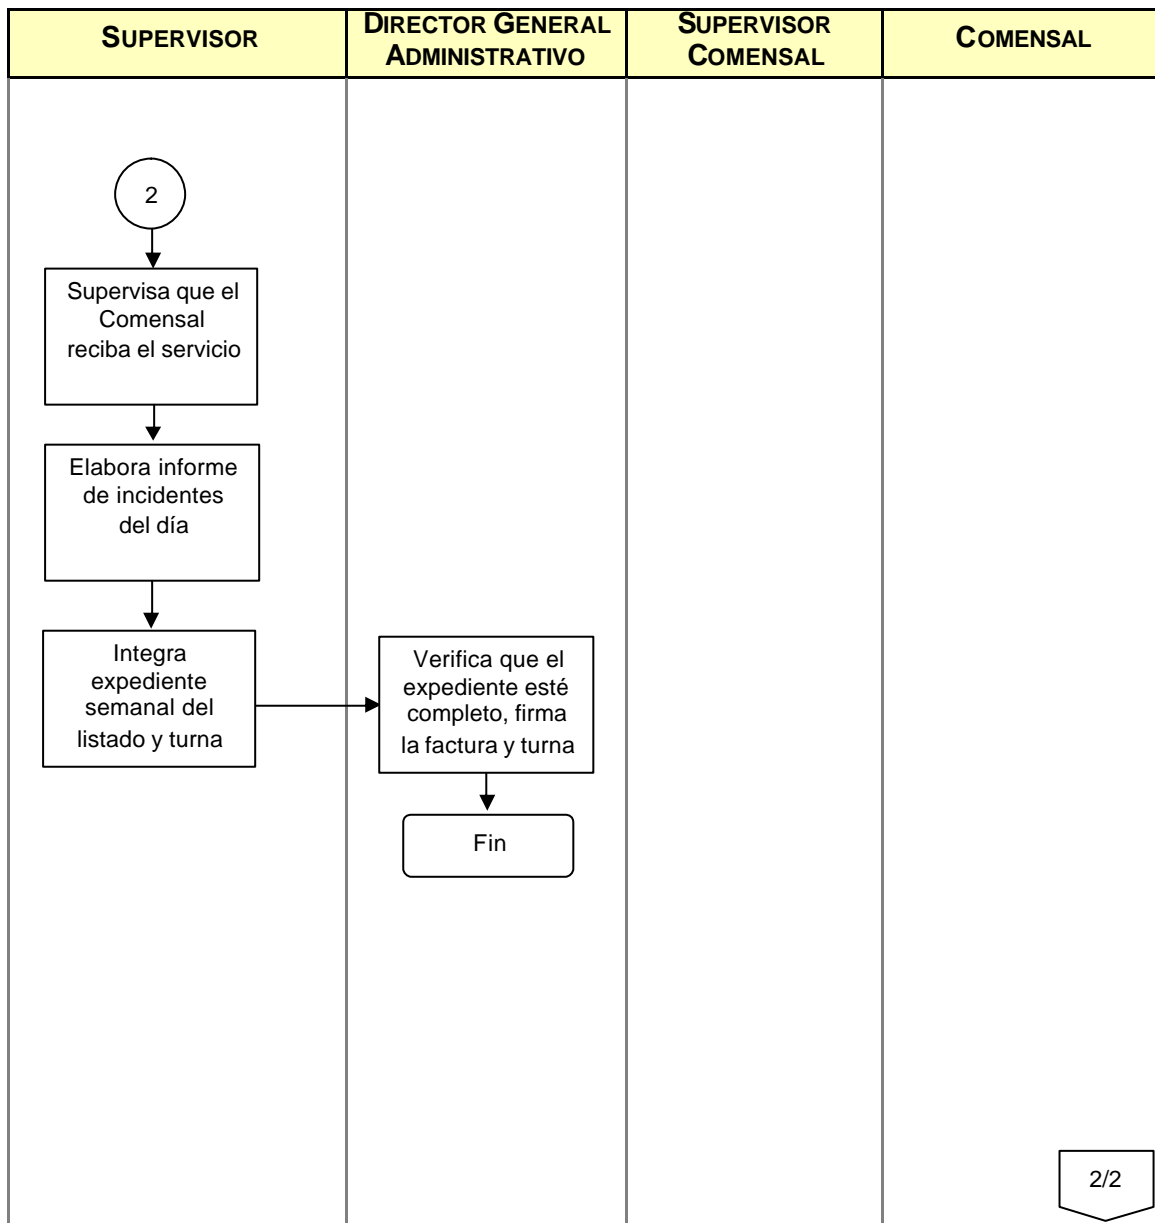 SUPERVISOR
DIRECTOR GENERAL
ADMINISTRATIVO
SUPERVISOR
COMENSAL
COMENSAL
2
Supervisa que el
Comensal
reciba el servicio
Elabora informe
de incidentes
del día
Integra
expediente
semanal del
listado y turna
Verifica que el
expediente esté
completo, firma
la factura y turna
Fin
2/2